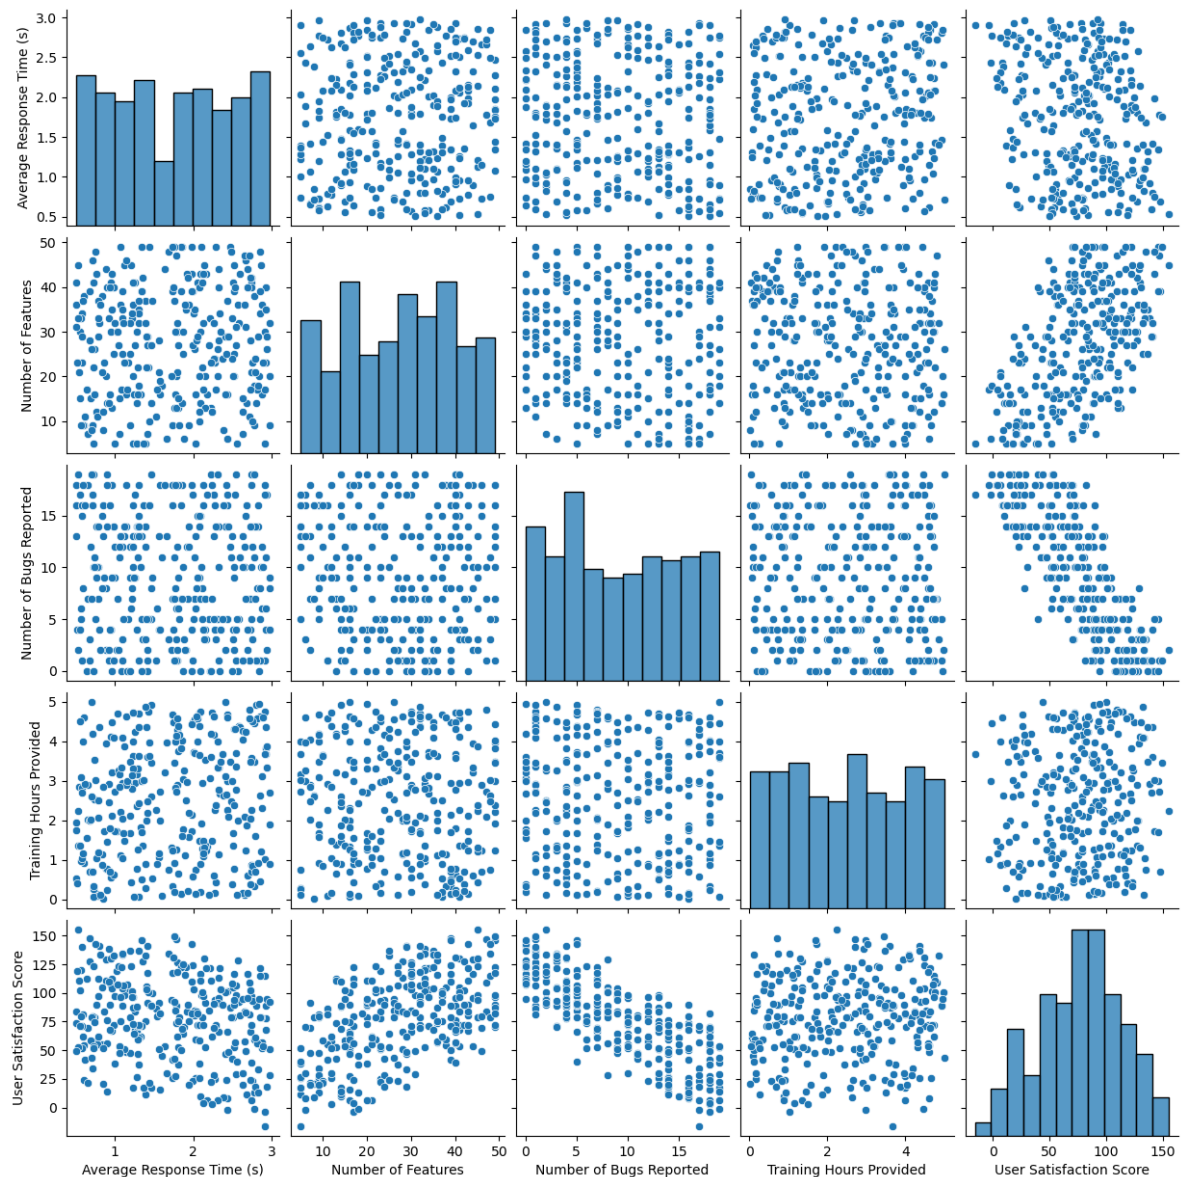 Average Response Time (s)
3.0
2.5
2.0
1.5
1.0
0.5
Number of Features
50
40
30
20
10
Number of Bugs Reported
15
10
5
0
Training Hours Provided
5
4
3
2
1
0
User Satisfaction Score
150
125
100
75
50
25
0
1 2 3
10 20 30 40 50
0 5 10 15
0 2 4
0 50 100 150
Average Response Time (s)
Number of Features
Number of Bugs Reported
Training Hours Provided
User Satisfaction Score